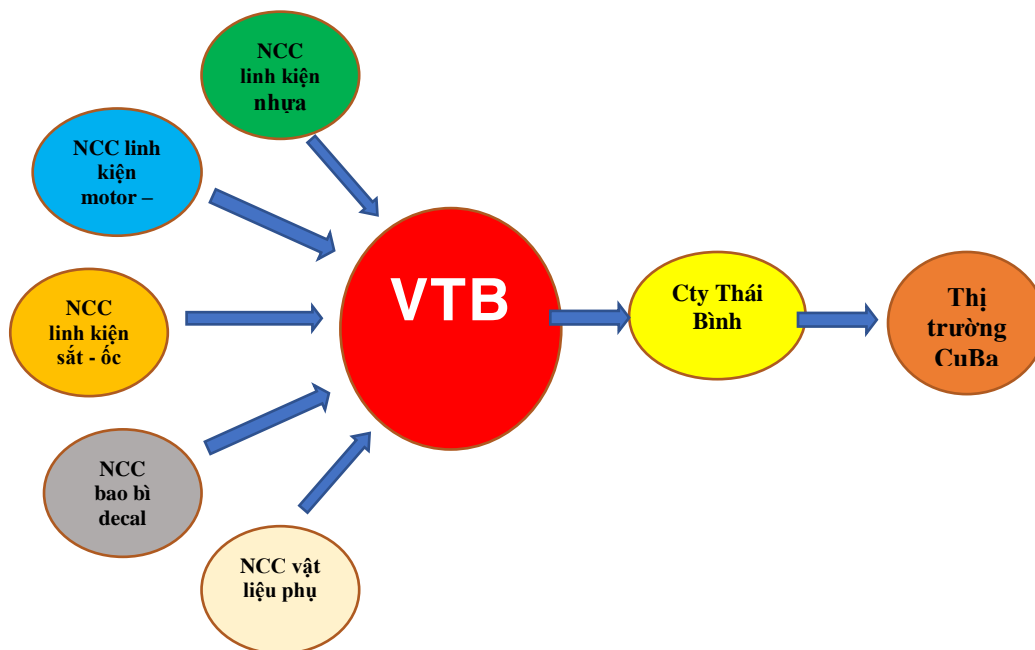 NCC
linh kiện
nhựa
NCC linh
kiện
motor –
NCC
linh kiện
sắt - ốc
NCC
bao bì
decal
NCC vật
liệu phụ
VTB
Cty Thái
Bình
Thị
trường
CuBa